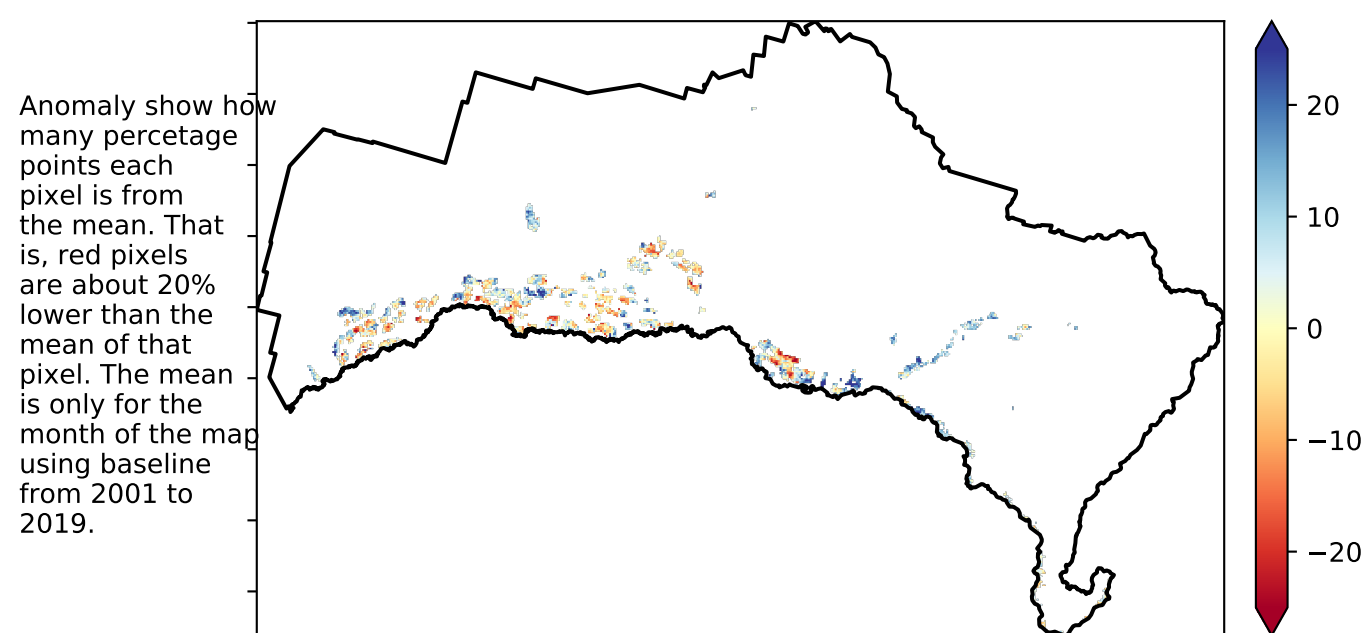 Anomaly show how
many percetage
points each
pixel is from
the mean. That
is, red pixels
are about 20%
lower than the
mean of that
pixel. The mean
is only for the
month of the map
using baseline
from 2001 to
2019.
20
10
0
−10
−20